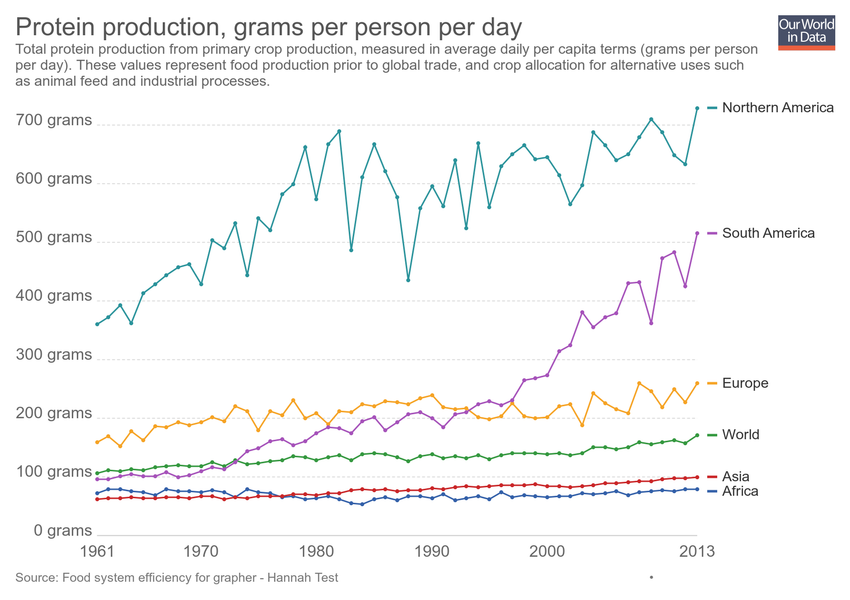 Protein production, grams per person per day
Our World
in Data
Total protein production from primary crop production, measured in average daily per capita terms (grams per person
per day). These values represent food production prior to global trade, and crop allocation for alternative uses such
as animal feed and industrial processes.
700 grams
600 grams
500 grams
400 grams
300 grams
200 grams
100 grams
0 grams
Northern America
South America
Europe
World
Asia
Africa
1961 1970 1980 1990 2000 2013
Source: Food system efficiency for grapher - Hannah Test